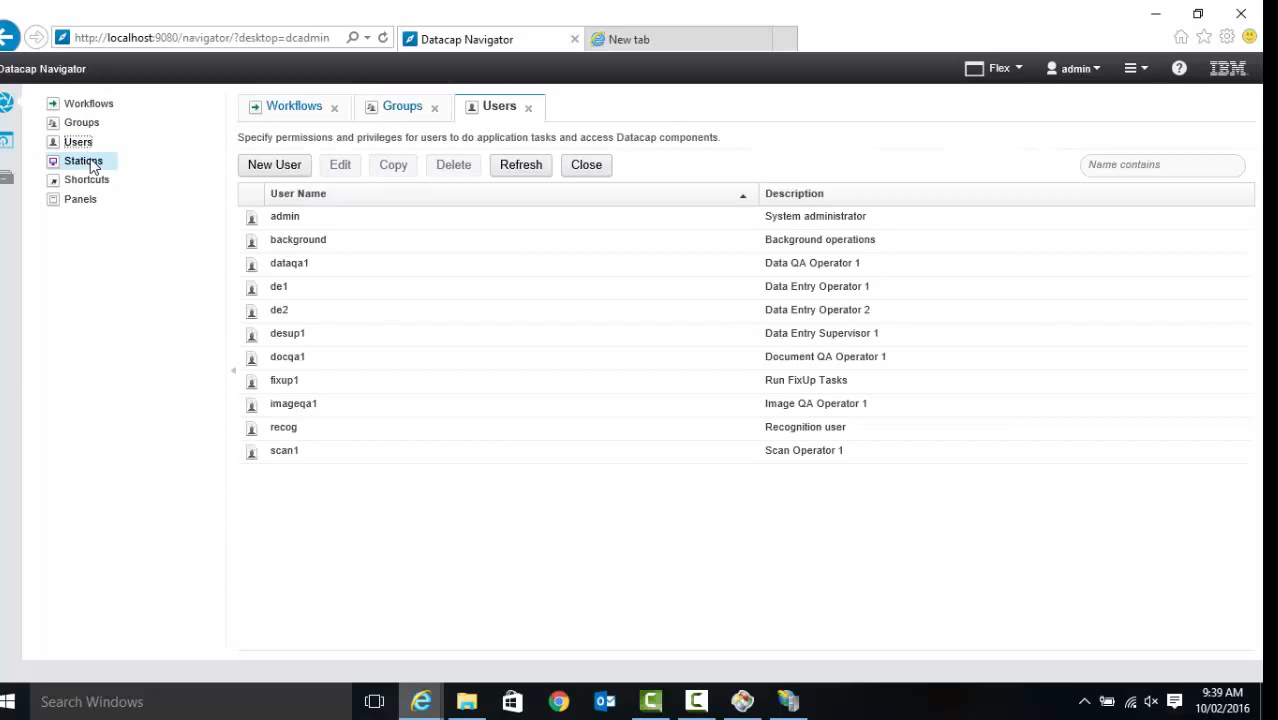 http://localhost:9080/navigator/?desktop=dcadmin
Datacap Navigator
New tab
Datacap Navigator
Flex
admin
IBM
Workflows
Groups
Users
Stations
Shortcuts
Panels
Workflows
Groups
Users
Specify permissions and privileges for users to do application tasks and access Datacap components.
New User
Edit
Copy
Delete
Refresh
Close
Name contains
User Name Description
admin System administrator
background Background operations
dataqa1 Data QA Operator 1
de1 Data Entry Operator 1
de2 Data Entry Operator 2
desup1 Data Entry Supervisor 1
docqa1 Document QA Operator 1
fixup1 Run FixUp Tasks
imageqa1 Image QA Operator 1
recog Recognition user
scan1 Scan Operator 1
Search Windows
9:39 AM
10/02/2016